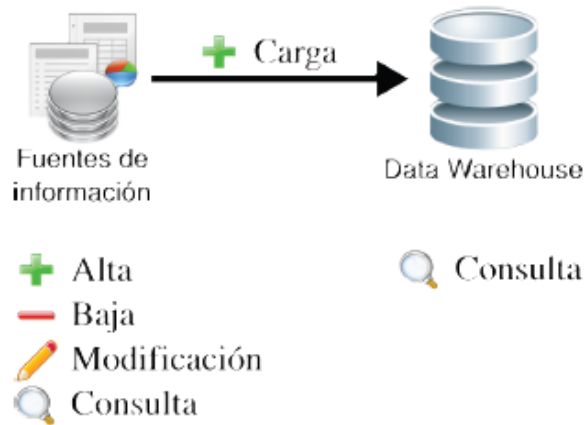 Carga
Fuentes de
información
Data Warehouse
Alta
Baja
Modificación
Consulta
Consulta